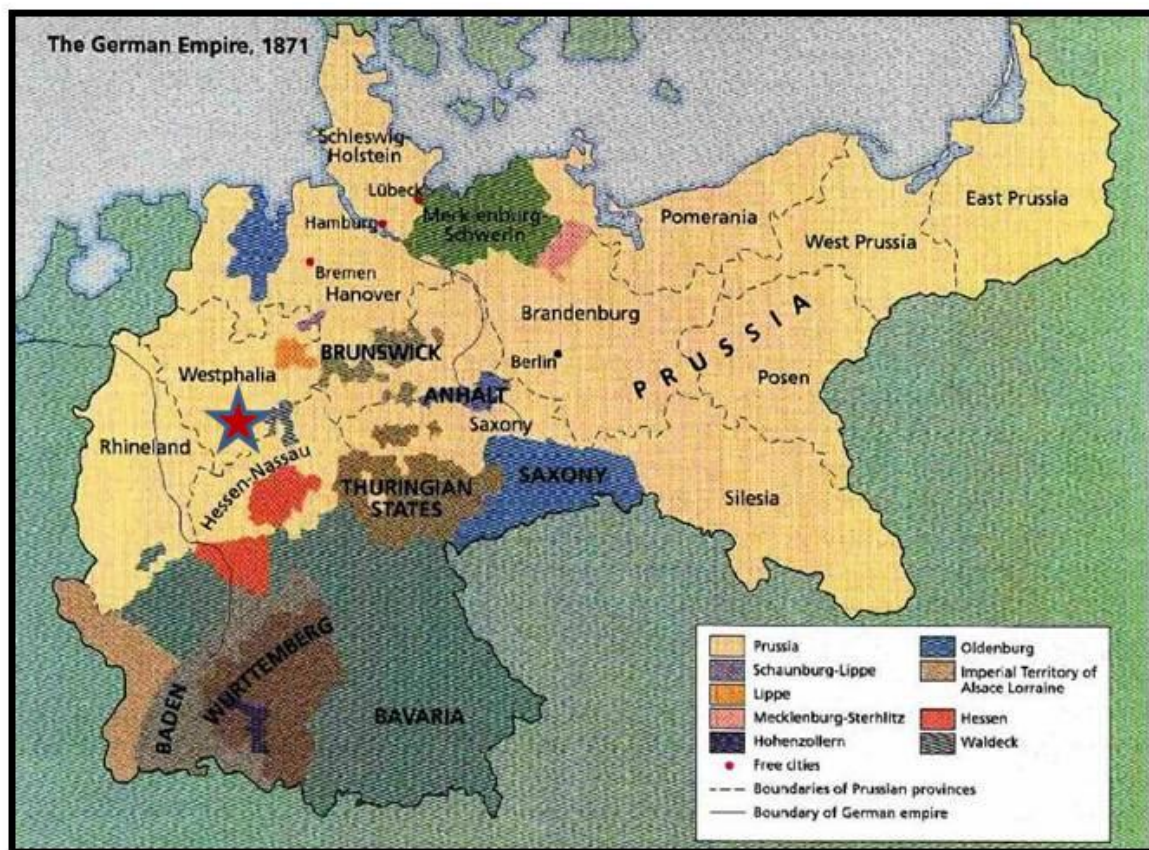 The German Empire, 1871
Schleswig-
Holstein
Lübeck
Hamburg
Mecklenburg-
Schwerin
Bremen
Hanover
Pomerania
West Prussia
East Prussia
Brandenburg
Berlin
PRUSSIA
Posen
Westphalia
BRUNSWICK
ANHALT
Saxony
Rhineland
Hessen-Nassau
THURINGIAN
STATES
SAXONY
Silesia
BADEN
WURTTEMBERG
BAVARIA
Prussia
Schaunburg-Lippe
Lippe
Mecklenburg-Sterhlitz
Hohenzollern
Free cities
Boundaries of Prussian provinces
Boundary of German empire
Oldenburg
Imperial Territory of
Alsace Lorraine
Hessen
Waldeck